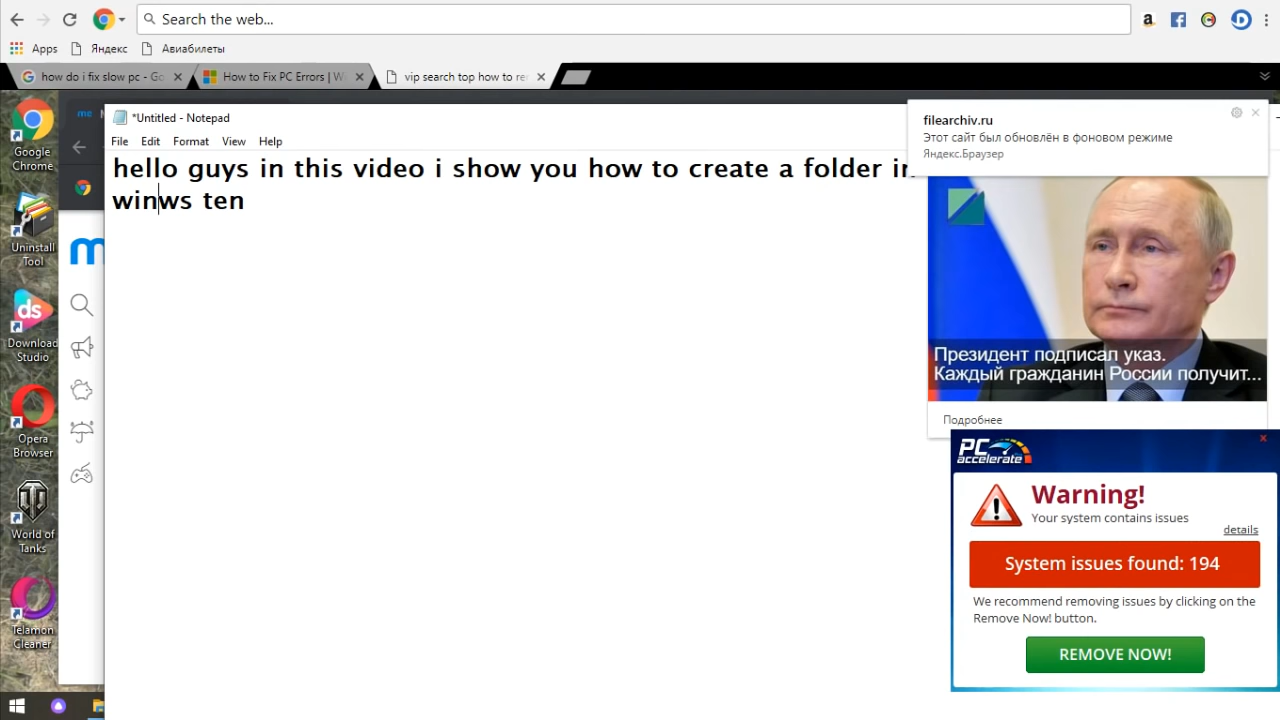 Search the web...
Apps Яндекс Авиабилеты
how do i fix slow pc - Go
How to Fix PC Errors | Wi
vip search top how to re
Google
Chrome
Uninstall
Tool
Download
Studio
Opera
Browser
World of
Tanks
Telamon
Cleaner
me
m
*Untitled - Notepad
File Edit Format View Help
hello guys in this video i show you how to create a folder in
winws ten
filearchiv.ru
Этот сайт был обновлён в фоновом режиме
Яндекс.Браузер
Президент подписал указ.
Каждый гражданин России получит...
Подробнее
PC
accelerate
Warning!
Your system contains issues
details
System issues found: 194
We recommend removing issues by clicking on the
Remove Now! button.
REMOVE NOW!